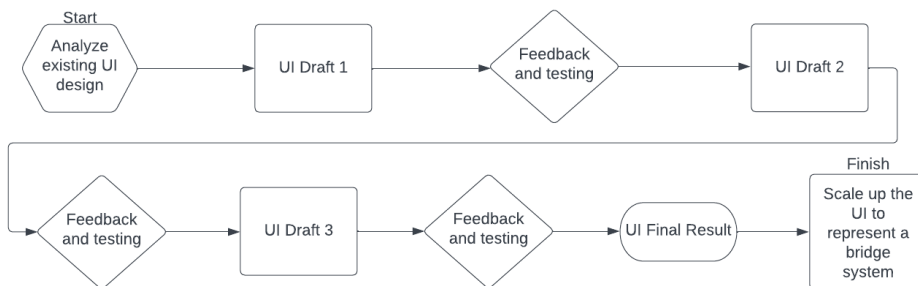 Start
Analyze
existing UI
design
UI Draft 1
Feedback
and testing
UI Draft 2
Feedback
and testing
UI Draft 3
Feedback
and testing
UI Final Result
Finish
Scale up the
UI to
represent a
bridge
system